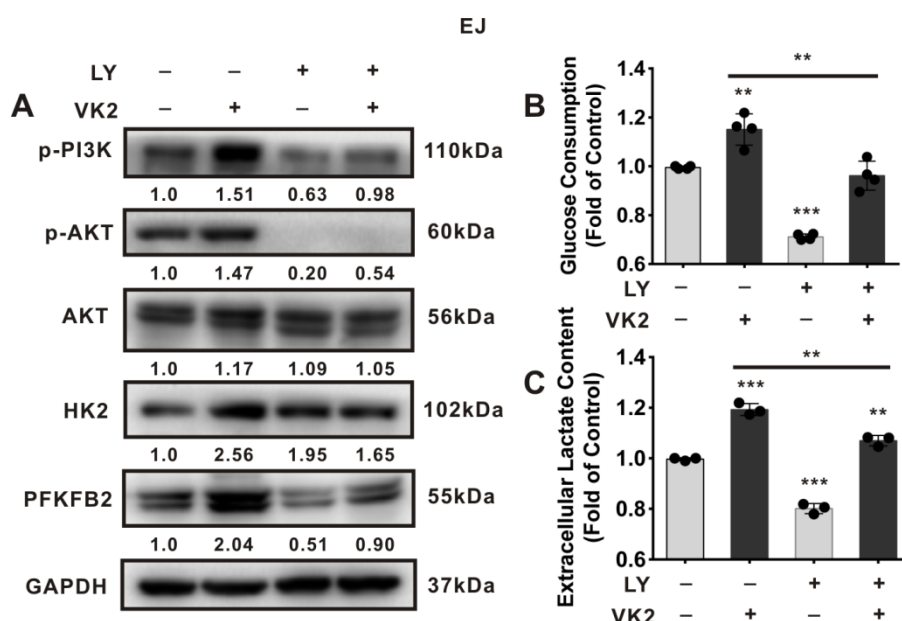 EJ
A
LY – – + +
VK2 – + – +
p-PI3K 110kDa
1.0 1.51 0.63 0.98
p-AKT 60kDa
1.0 1.47 0.20 0.54
AKT 56kDa
1.0 1.17 1.09 1.05
HK2 102kDa
1.0 2.56 1.95 1.65
PFKFB2 55kDa
1.0 2.04 0.51 0.90
GAPDH 37kDa
B
Glucose Consumption
(Fold of Control)
1.4
1.2
1.0
0.8
0.6
**
**
***
LY – – + +
VK2 – + – +
C
Extracellular Lactate Content
(Fold of Control)
1.4
1.2
1.0
0.8
0.6
**
***
***
**
LY – – + +
VK2 – + – +